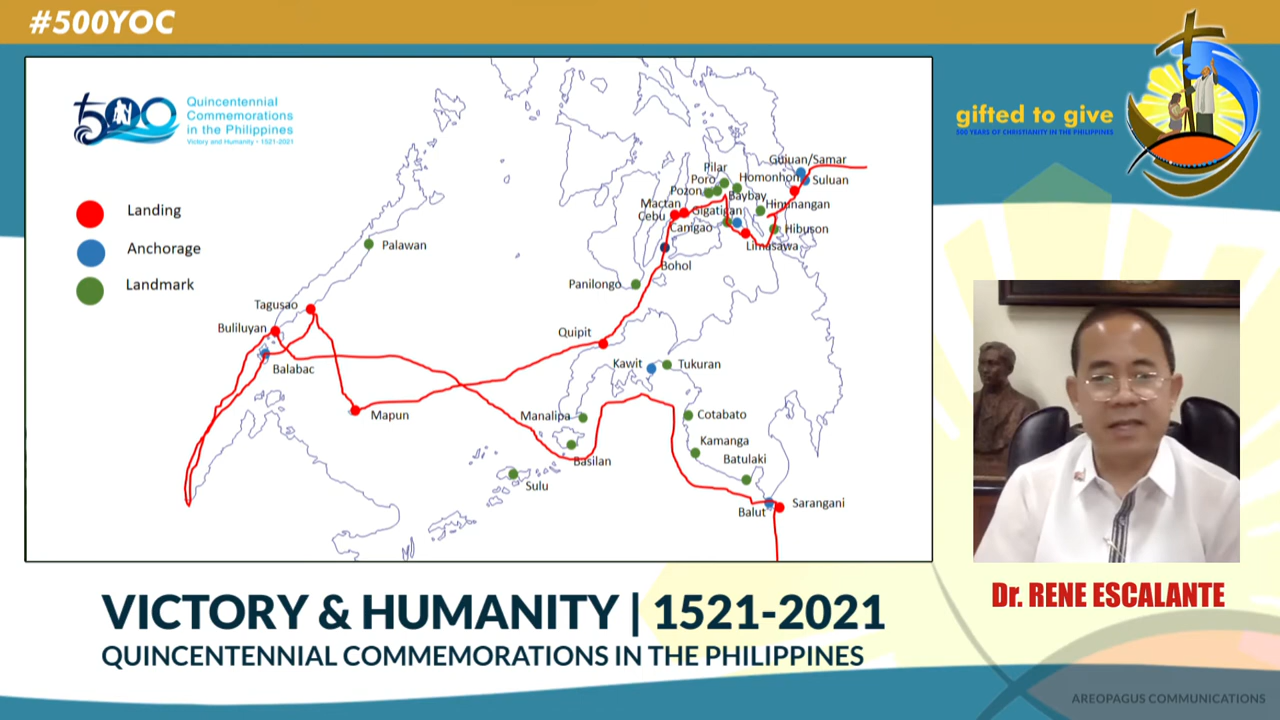 #500YOC
500
Quincentennial
Commemorations
in the Philippines
Victory and Humanity • 1521-2021
gifted to give
500 YEARS OF CHRISTIANITY IN THE PHILIPPINES
Landing
Anchorage
Landmark
Guiuan/Samar
Pilar
Poro
Homonhon
Suluan
Pozon
Baybay
Mactan
Hinunangan
Cebu
Gigatigan
Canigao
Hibuson
Limasawa
Palawan
Bohol
Panilongo
Tagusao
Buliluyan
Quipit
Balabac
Kawit
Tukuran
Mapun
Manalipa
Cotabato
Kamanga
Basilan
Batulaki
Sulu
Sarangani
Balut
Dr. RENE ESCALANTE
VICTORY & HUMANITY | 1521-2021
QUINCENTENNIAL COMMEMORATIONS IN THE PHILIPPINES
AREOPAGUS COMMUNICATIONS